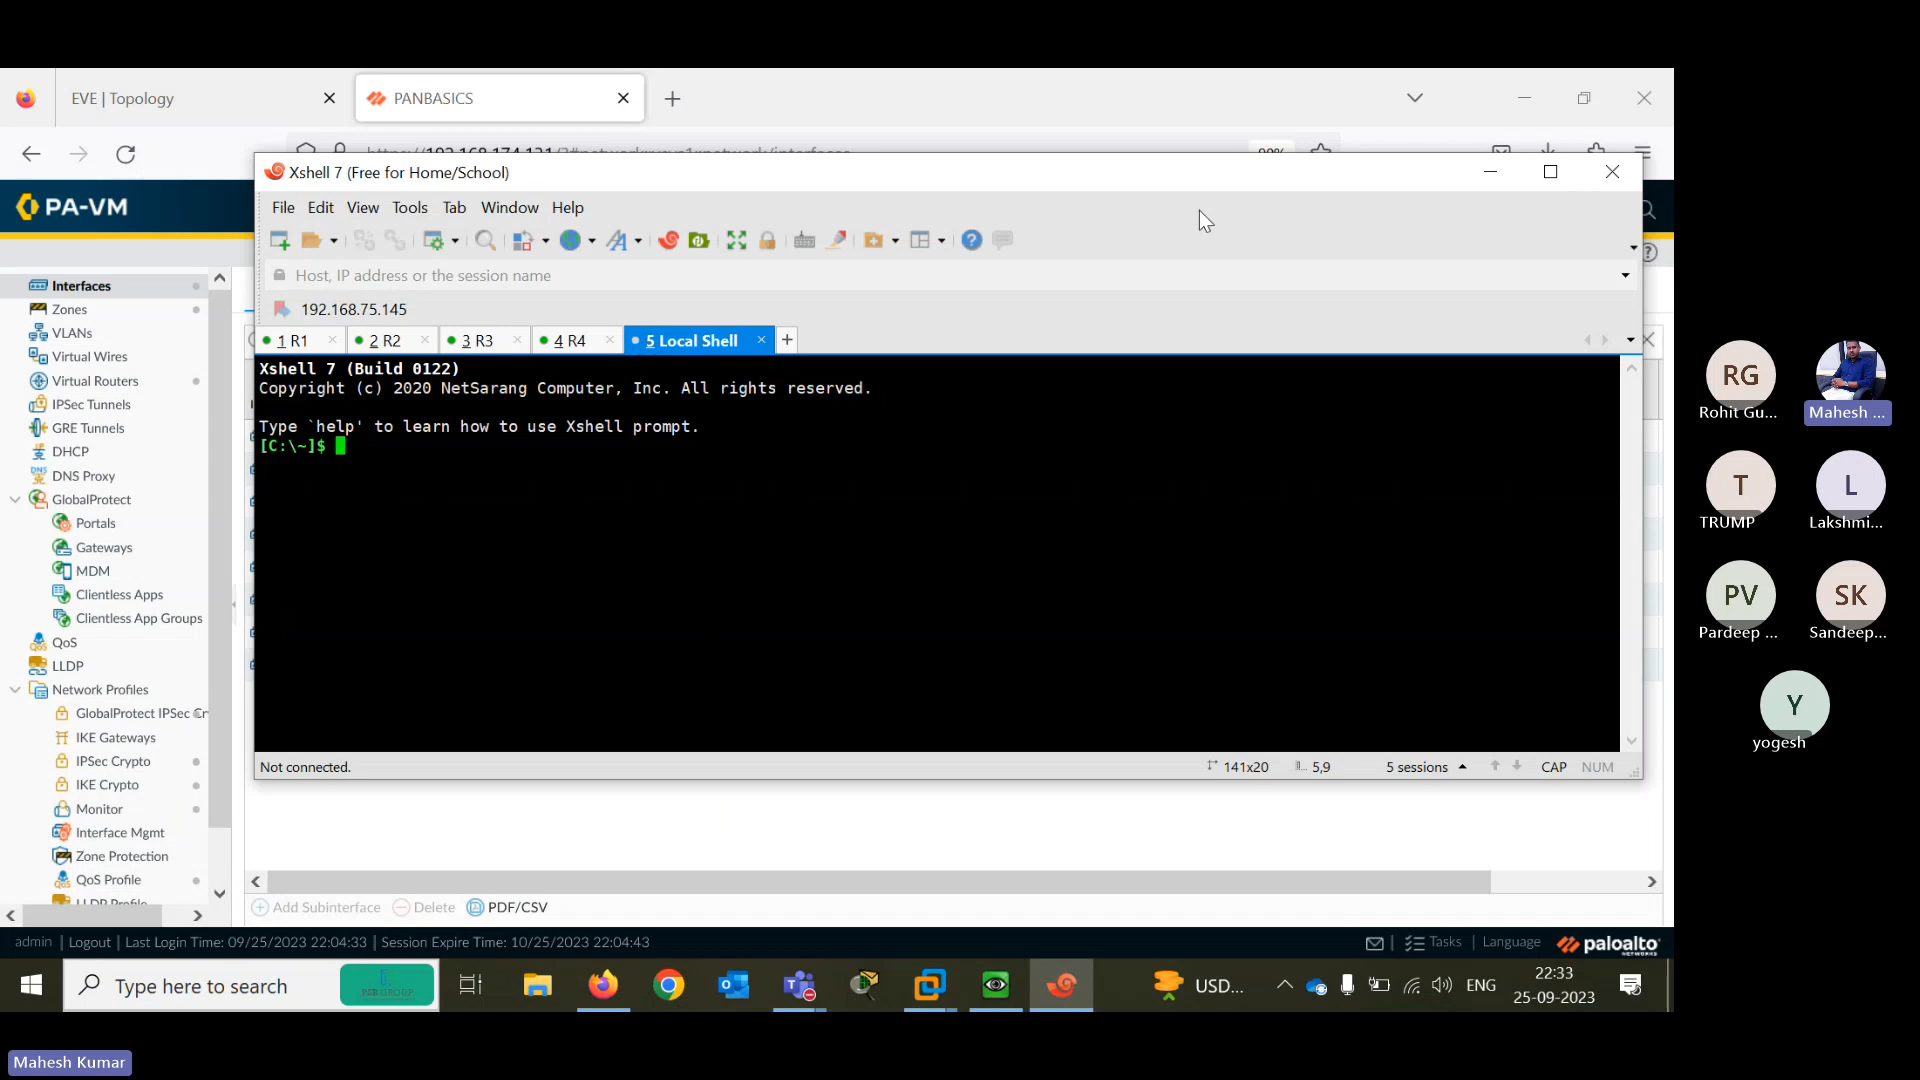 EVE | Topology
PANBASICS
PA-VM
Xshell 7 (Free for Home/School)
File Edit View Tools Tab Window Help
Host, IP address or the session name
192.168.75.145
1 R1
2 R2
3 R3
4 R4
5 Local Shell
Xshell 7 (Build 0122)
Copyright (c) 2020 NetSarang Computer, Inc. All rights reserved.
Type `help' to learn how to use Xshell prompt.
[C:\~]$
Not connected.
141x20
5,9
5 sessions
CAP
NUM
Interfaces
Zones
VLANs
Virtual Wires
Virtual Routers
IPSec Tunnels
GRE Tunnels
DHCP
DNS Proxy
GlobalProtect
Portals
Gateways
MDM
Clientless Apps
Clientless App Groups
QoS
LLDP
Network Profiles
GlobalProtect IPSec Cr
IKE Gateways
IPSec Crypto
IKE Crypto
Monitor
Interface Mgmt
Zone Protection
QoS Profile
LLDP Profile
Add Subinterface
Delete
PDF/CSV
admin | Logout | Last Login Time: 09/25/2023 22:04:33 | Session Expire Time: 10/25/2023 22:04:43
Tasks | Language
paloalto
NETWORKS
Type here to search
PSB GROUP
USD...
ENG
22:33
25-09-2023
RG
Rohit Gu...
Mahesh ...
T
TRUMP
L
Lakshmi...
PV
Pardeep ...
SK
Sandeep...
Y
yogesh
Mahesh Kumar